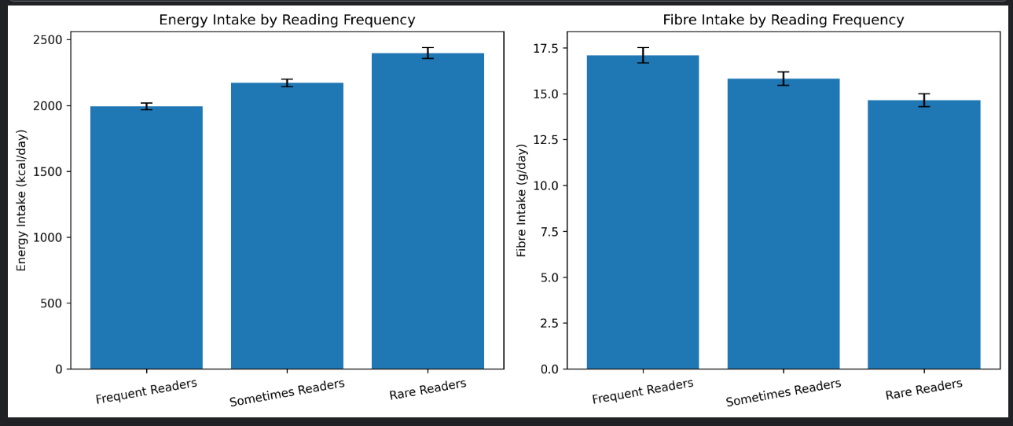 Energy Intake by Reading Frequency
2500
2000
1500
1000
500
0
Energy Intake (kcal/day)
Frequent Readers
Sometimes Readers
Rare Readers
Fibre Intake by Reading Frequency
17.5
15.0
12.5
10.0
7.5
5.0
2.5
0.0
Fibre Intake (g/day)
Frequent Readers
Sometimes Readers
Rare Readers